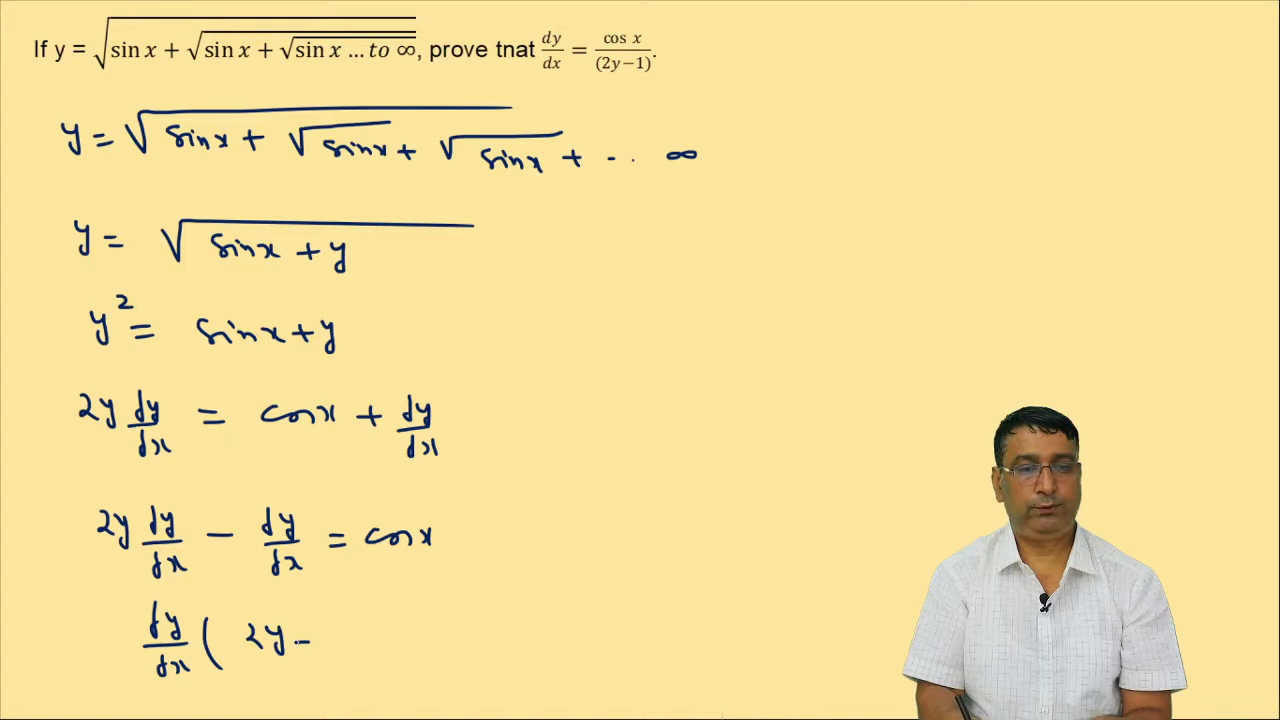 If y = √(sin x + √(sin x + √(sin x … to ∞))), prove tnat dy/dx = cos x/(2y−1).
y = √(sinx + √sinx + √sinx + ... ∞
y = √(sinx + y)
y² = sinx + y
2y dy/dx = cosx + dy/dx
2y dy/dx − dy/dx = cosx
dy/dx ( 2y −